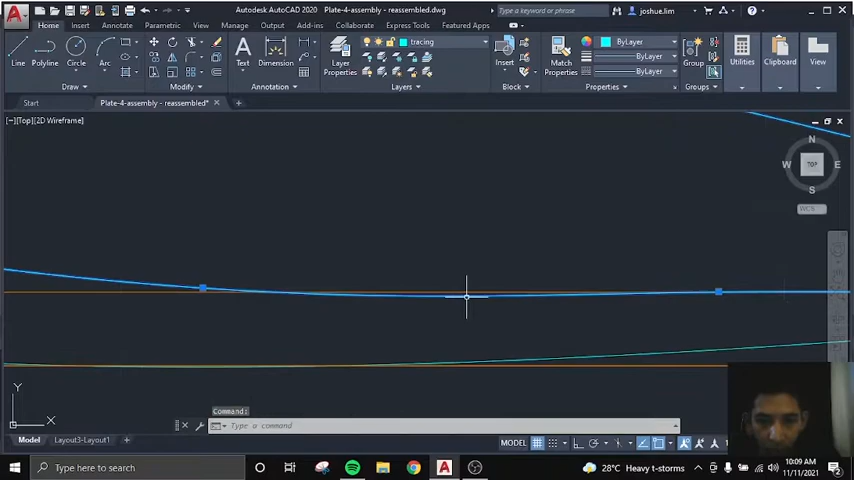 Autodesk AutoCAD 2020 Plate-4-assembly - reassembled.dwg
Type a keyword or phrase
joshue.lim
Home Insert Annotate Parametric View Manage Output Add-ins Collaborate Express Tools Featured Apps
tracing
ByLayer
ByLayer
ByLayer
Line Polyline Circle Arc Text Dimension Layer Properties Insert Match Properties Group Utilities Clipboard View
Draw Modify Annotation Layers Block Properties Groups
Start Plate-4-assembly - reassembled*
[−][Top][2D Wireframe]
N
W TOP E
S
WCS
Y
X
Command:
Type a command
Model Layout3-Layout1 +
MODEL
Type here to search
28°C Heavy t-storms
10:09 AM
11/11/2021
2